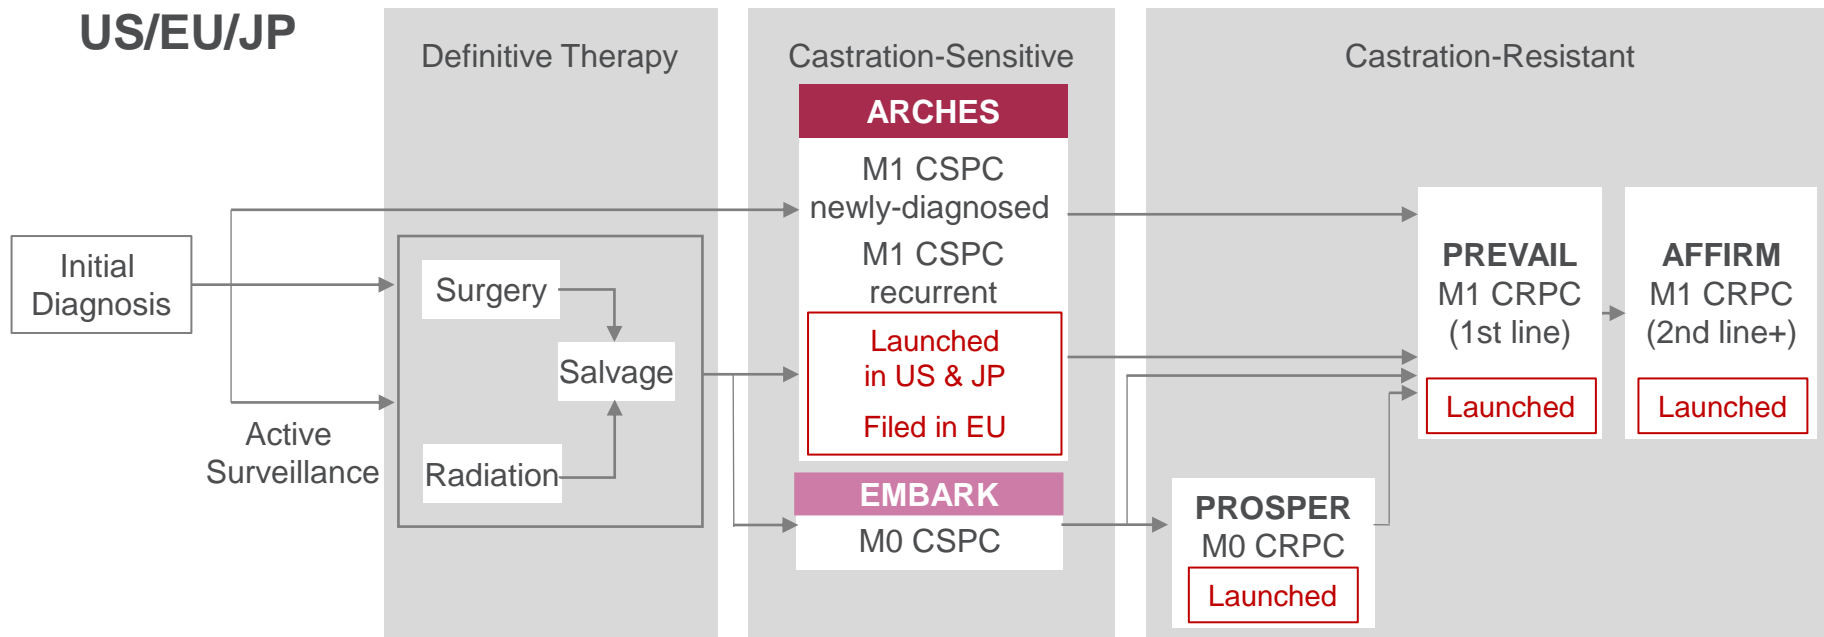 US/EU/JP
Definitive Therapy
Castration-Sensitive
Castration-Resistant
Initial
Diagnosis
Active
Surveillance
Surgery
Salvage
Radiation
ARCHES
M1 CSPC
newly-diagnosed
M1 CSPC
recurrent
Launched
in US & JP
Filed in EU
EMBARK
M0 CSPC
PROSPER
M0 CRPC
Launched
PREVAIL
M1 CRPC
(1st line)
Launched
AFFIRM
M1 CRPC
(2nd line+)
Launched